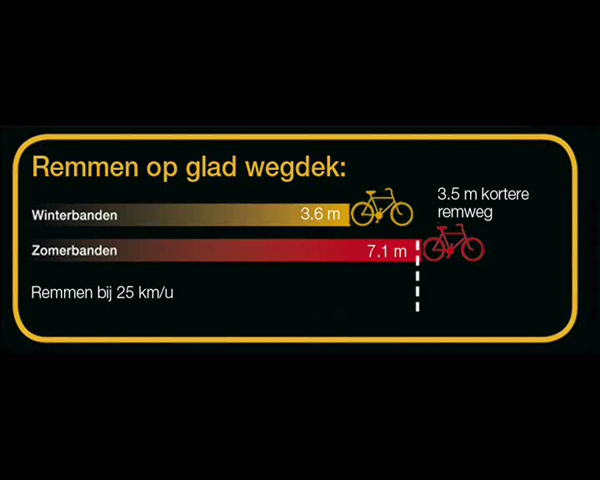 Remmen op glad wegdek:
3.5 m kortere
remweg
Winterbanden 3.6 m
Zomerbanden 7.1 m
Remmen bij 25 km/u